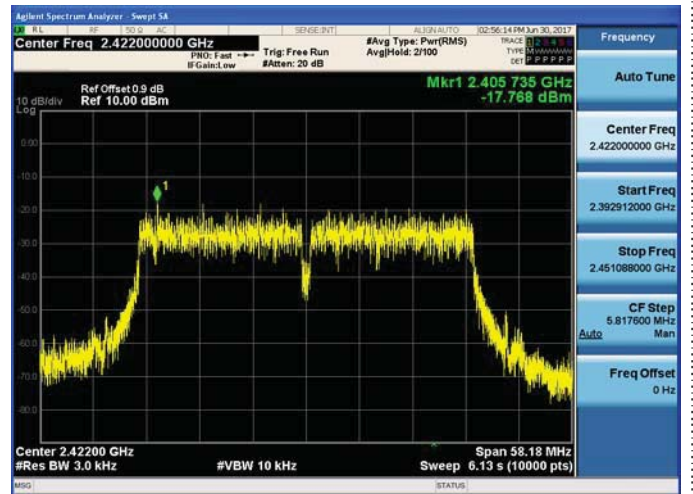 Agilent Spectrum Analyzer - Swept SA
RL RF 50 Ω AC SENSE:INT ALIGN AUTO 02:56:14 PM Jun 30, 2017
Center Freq 2.422000000 GHz
PNO: Fast
IFGain:Low
Trig: Free Run
#Atten: 20 dB
#Avg Type: Pwr(RMS)
Avg|Hold: 2/100
TRACE 1 2 3 4 5 6
TYPE M
DET P P P P P P
Ref Offset 0.9 dB
10 dB/div Ref 10.00 dBm
Log
Mkr1 2.405 735 GHz
-17.768 dBm
1
0.00
-10.0
-20.0
-30.0
-40.0
-50.0
-60.0
-70.0
-80.0
Center 2.42200 GHz
#Res BW 3.0 kHz
#VBW 10 kHz
Span 58.18 MHz
Sweep 6.13 s (10000 pts)
MSG
STATUS
Frequency
Auto Tune
Center Freq
2.422000000 GHz
Start Freq
2.392912000 GHz
Stop Freq
2.451088000 GHz
CF Step
5.817600 MHz
Auto Man
Freq Offset
0 Hz